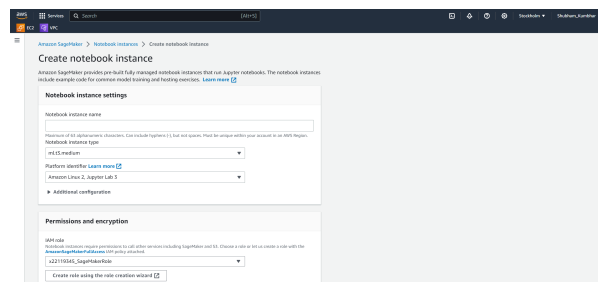 aws
Services
Search
[Alt+S]
Stockholm
Shubham_Kumbhar
EC2
VPC
Amazon SageMaker > Notebook instances > Create notebook instance
Create notebook instance
Amazon SageMaker provides pre-built fully managed notebook instances that run Jupyter notebooks. The notebook instances
include example code for common model training and hosting exercises. Learn more
Notebook instance settings
Notebook instance name
Maximum of 63 alphanumeric characters. Can include hyphens (-), but not spaces. Must be unique within your account in an AWS Region.
Notebook instance type
ml.t3.medium
Platform identifier Learn more
Amazon Linux 2, Jupyter Lab 3
Additional configuration
Permissions and encryption
IAM role
Notebook instances require permissions to call other services including SageMaker and S3. Choose a role or let us create a role with the
AmazonSageMakerFullAccess IAM policy attached.
x22119345_SageMakerRole
Create role using the role creation wizard